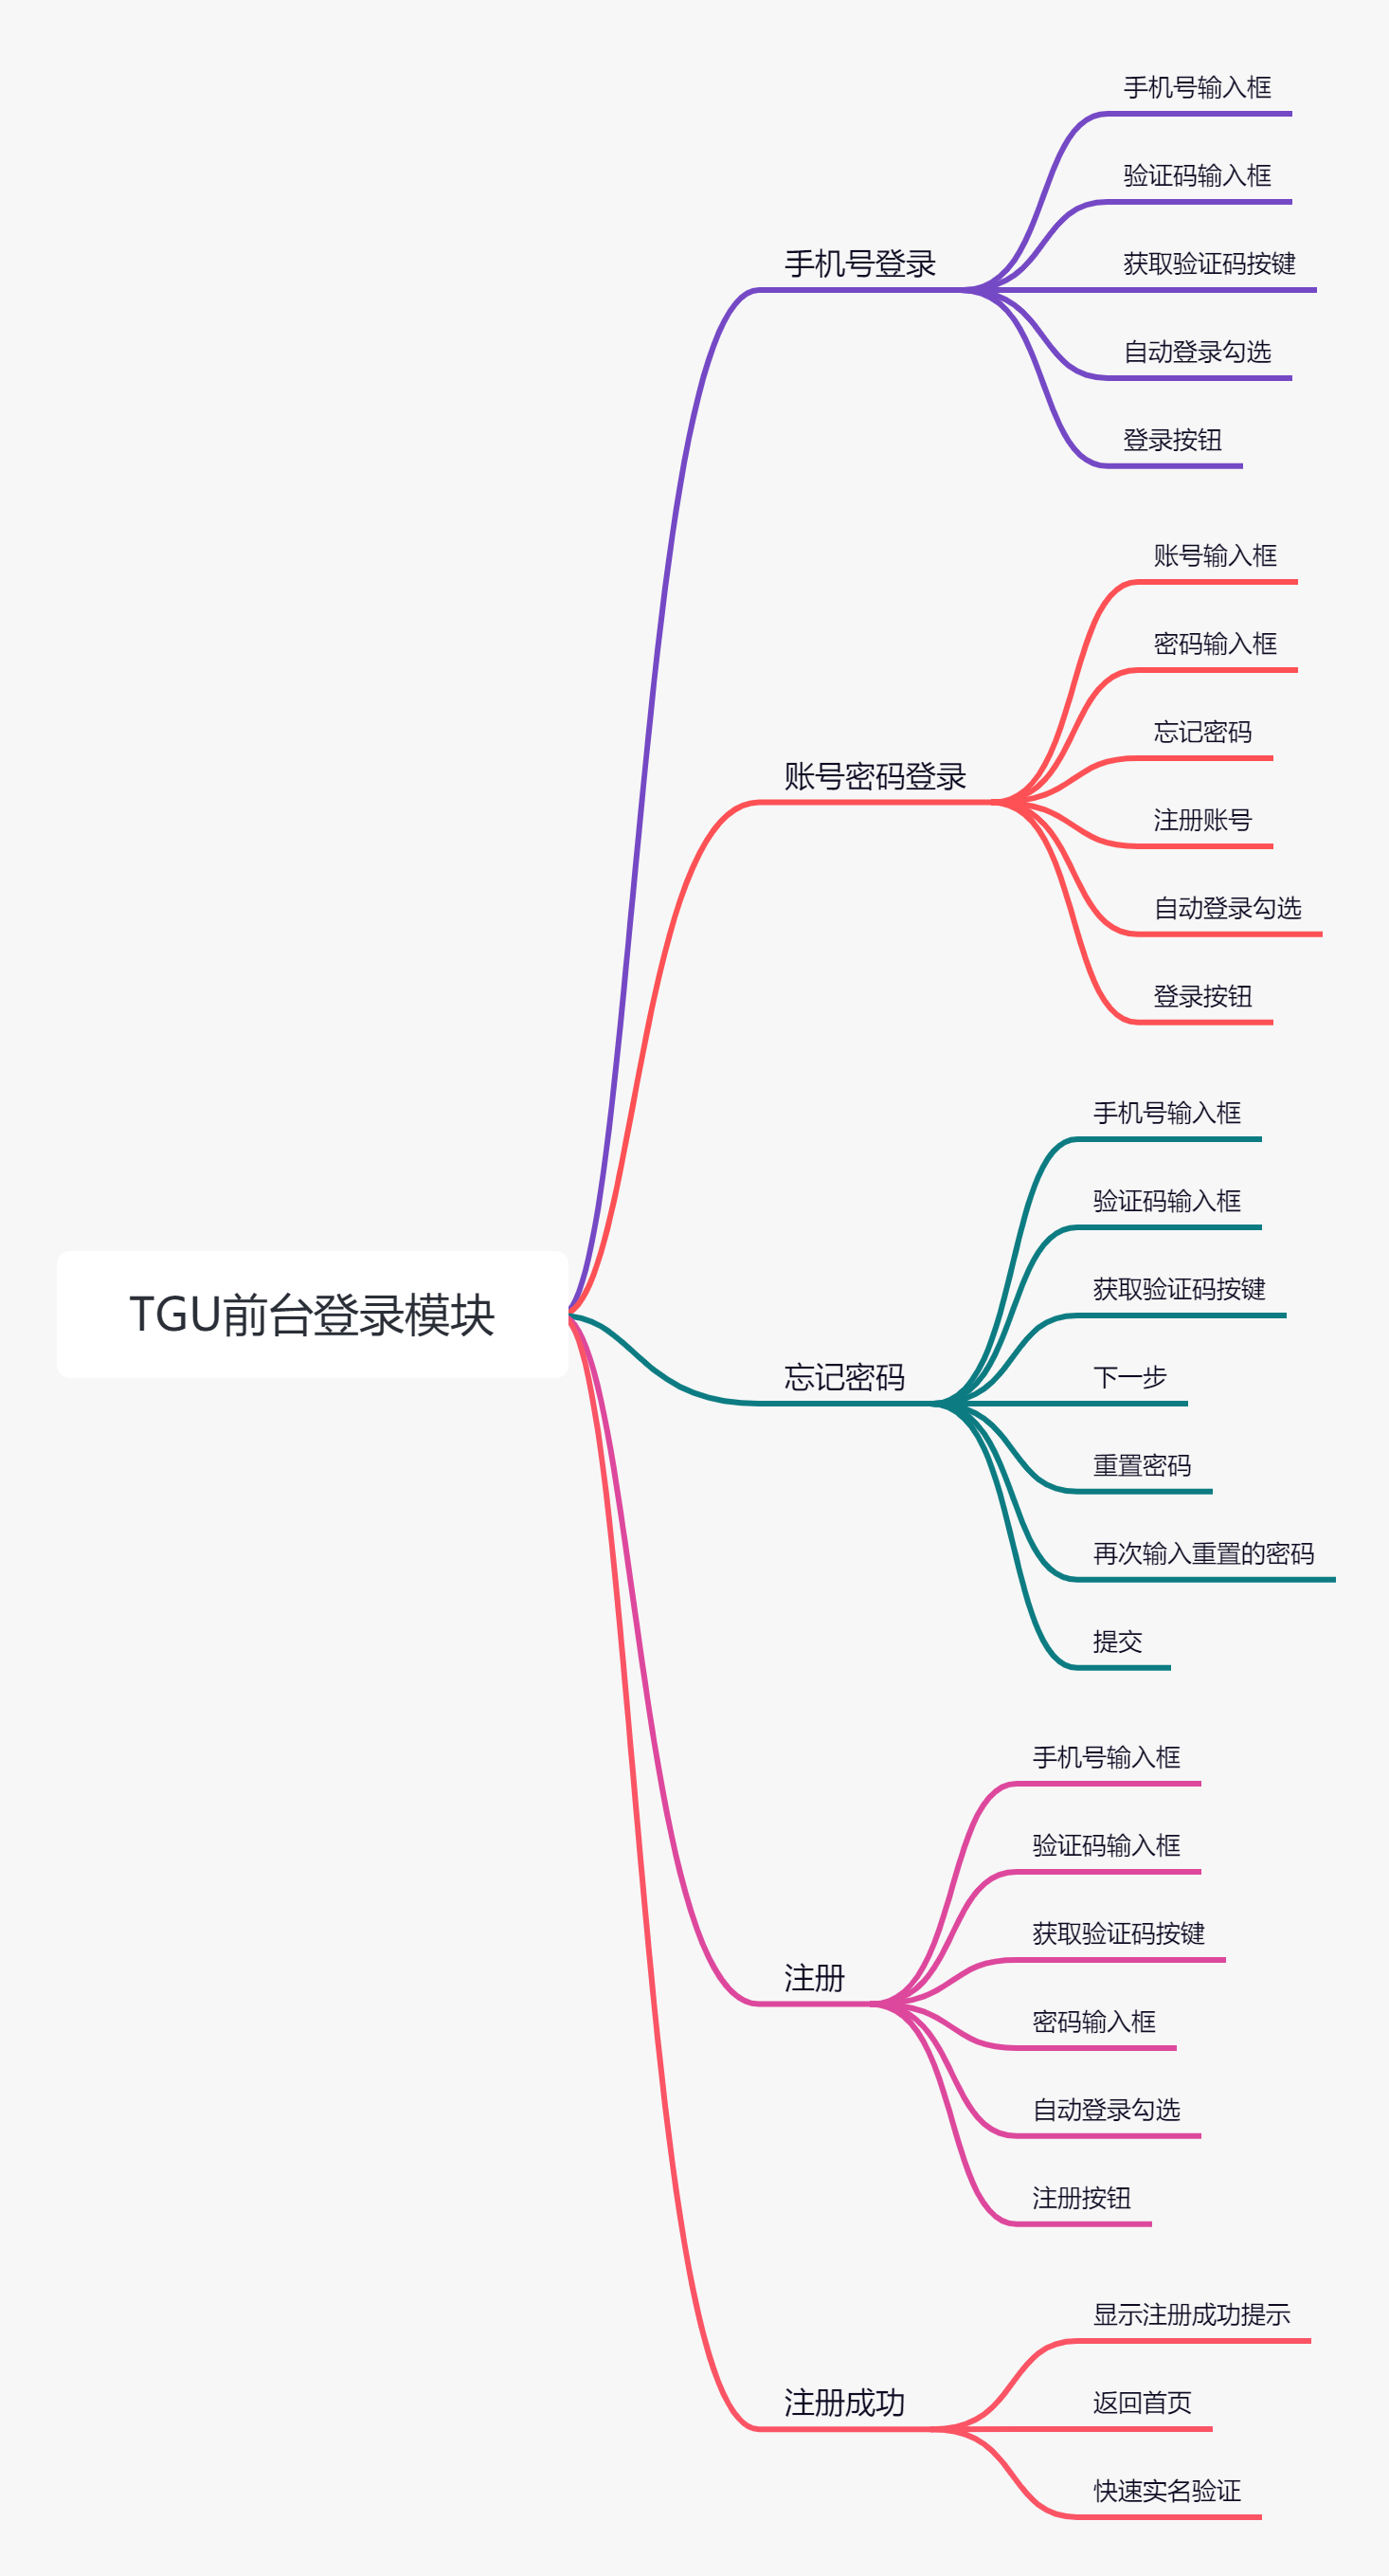 TGU前台登录模块
手机号登录
手机号输入框
验证码输入框
获取验证码按键
自动登录勾选
登录按钮
账号密码登录
账号输入框
密码输入框
忘记密码
注册账号
自动登录勾选
登录按钮
忘记密码
手机号输入框
验证码输入框
获取验证码按键
下一步
重置密码
再次输入重置的密码
提交
注册
手机号输入框
验证码输入框
获取验证码按键
密码输入框
自动登录勾选
注册按钮
注册成功
显示注册成功提示
返回首页
快速实名验证